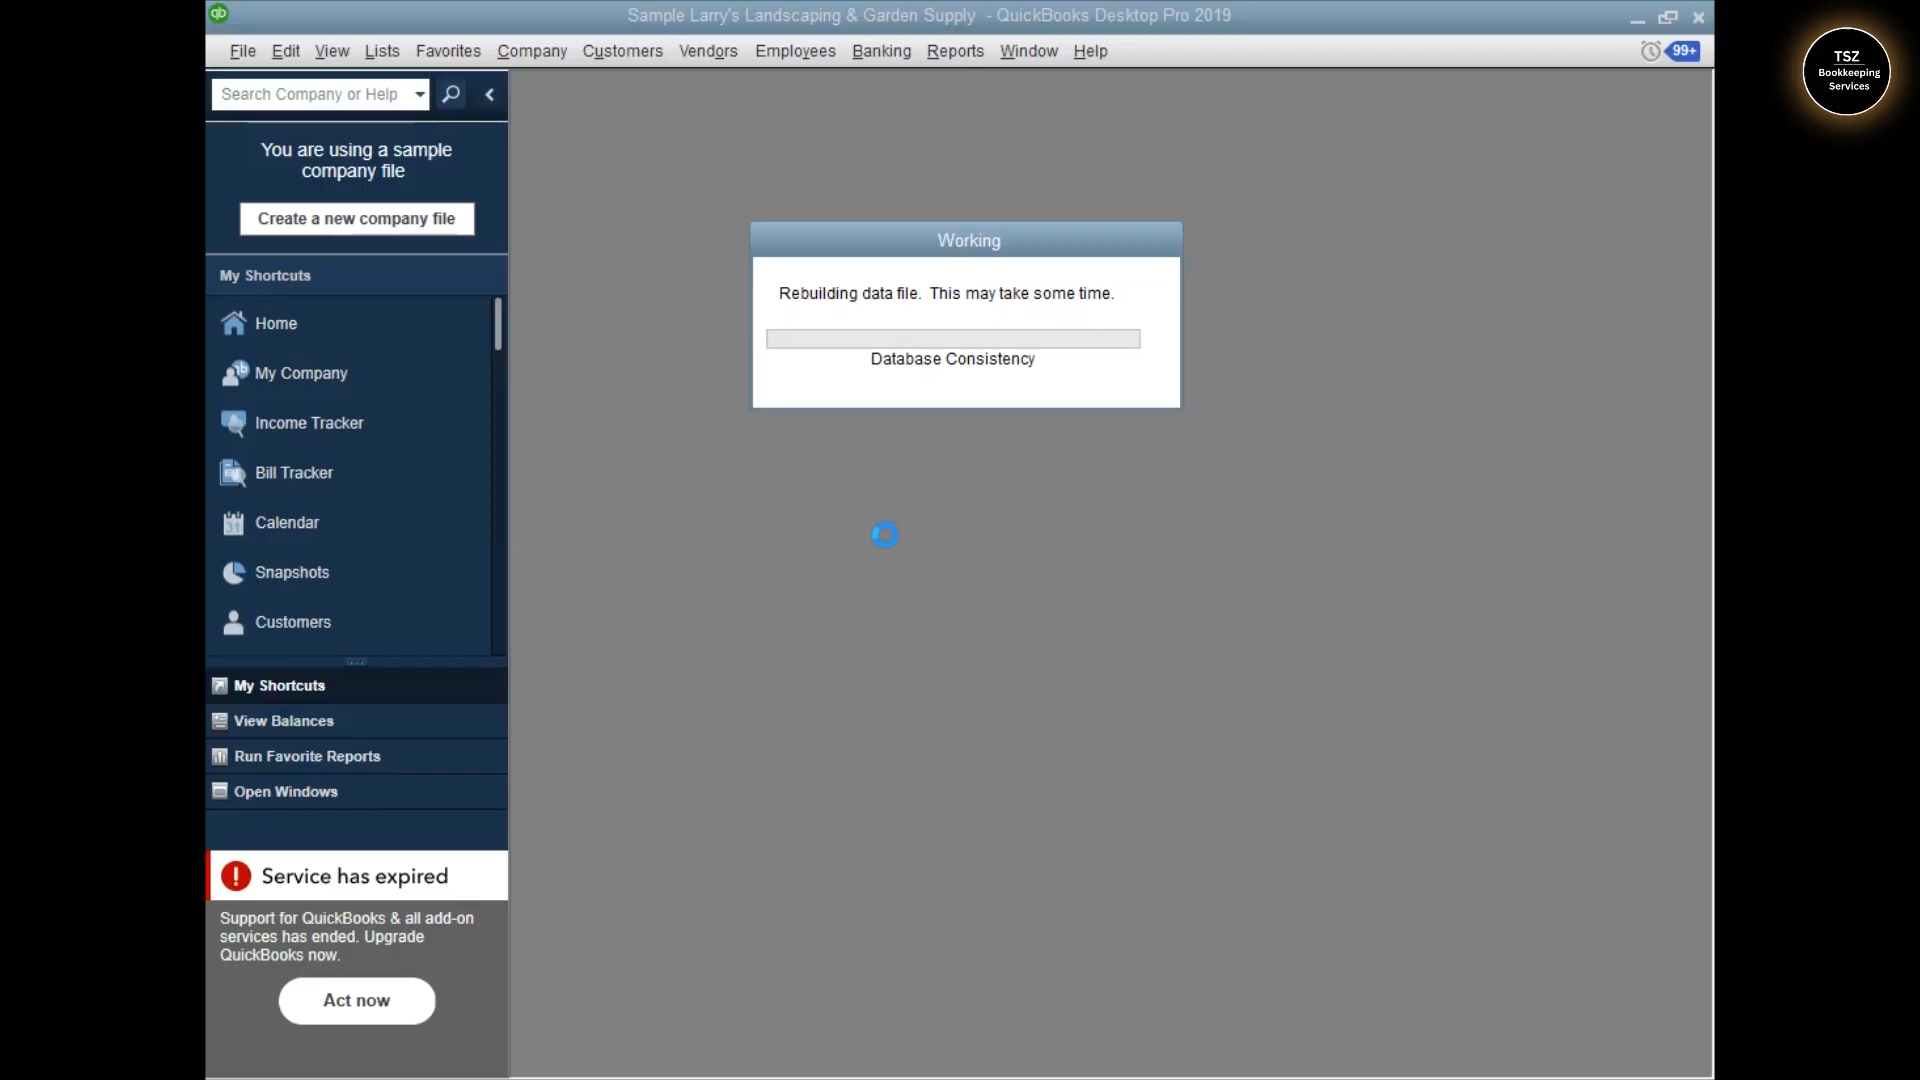 Sample Larry's Landscaping & Garden Supply - QuickBooks Desktop Pro 2019
File Edit View Lists Favorites Company Customers Vendors Employees Banking Reports Window Help
99+
TSZ
Bookkeeping
Services
Search Company or Help
You are using a sample
company file
Create a new company file
My Shortcuts
Home
My Company
Income Tracker
Bill Tracker
Calendar
Snapshots
Customers
My Shortcuts
View Balances
Run Favorite Reports
Open Windows
Service has expired
Support for QuickBooks & all add-on
services has ended. Upgrade
QuickBooks now.
Act now
Working
Rebuilding data file. This may take some time.
Database Consistency